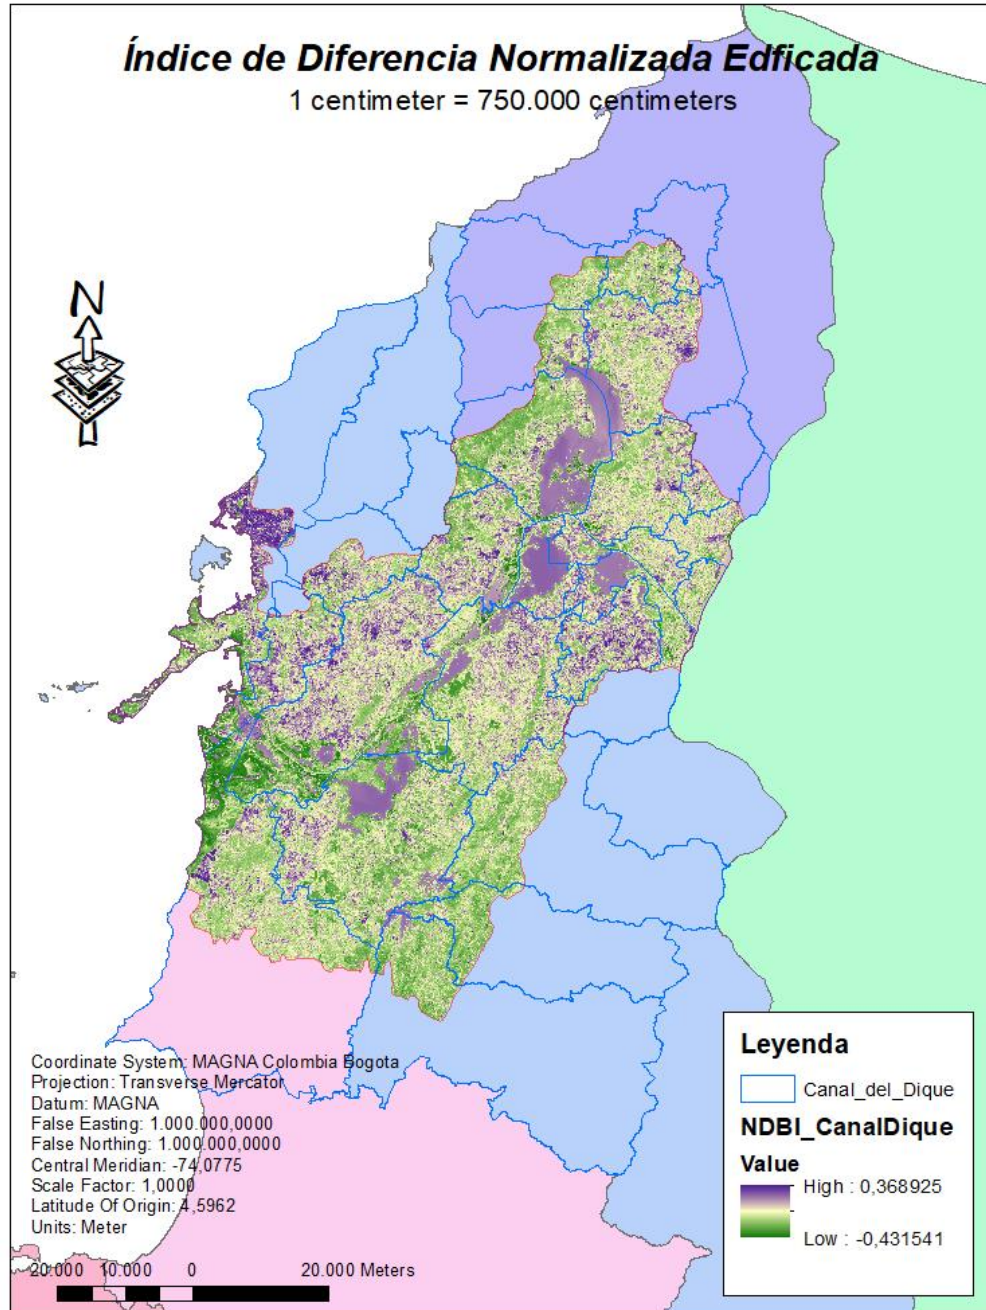 Índice de Diferencia Normalizada Edficada
1 centimeter = 750.000 centimeters
N
Coordinate System: MAGNA Colombia Bogota
Projection: Transverse Mercator
Datum: MAGNA
False Easting: 1.000.000,0000
False Northing: 1.000.000,0000
Central Meridian: -74,0775
Scale Factor: 1,0000
Latitude Of Origin: 4,5962
Units: Meter
20.000 10.000 0 20.000 Meters
Leyenda
Canal_del_Dique
NDBI_CanalDique
Value
High : 0,368925
Low : -0,431541